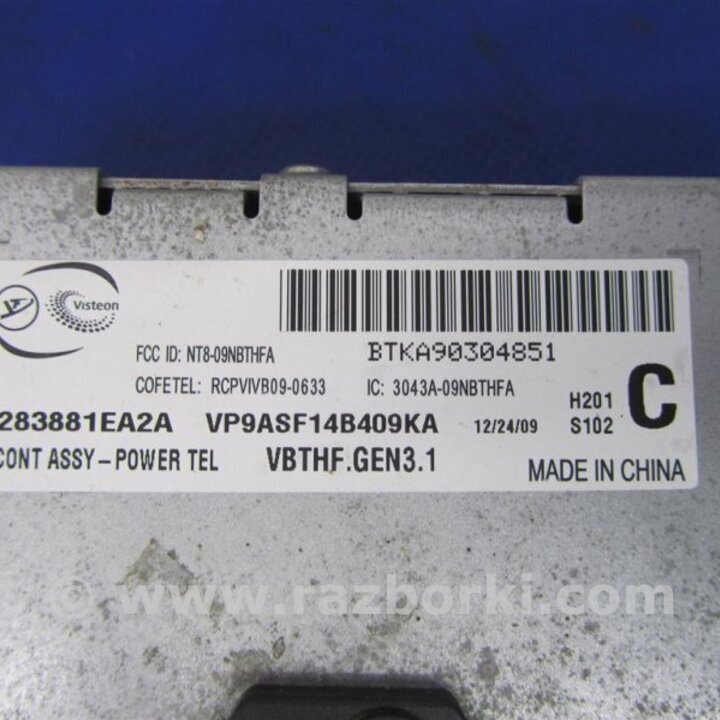 Visteon
FCC ID: NT8-09NBTHFA
BTKA90304851
COFETEL: RCPVIVB09-0633 IC: 3043A-09NBTHFA
283881EA2A VP9ASF14B409KA 12/24/09
H201
S102
C
CONT ASSY-POWER TEL VBTHF.GEN3.1 MADE IN CHINA
www.razborki.com